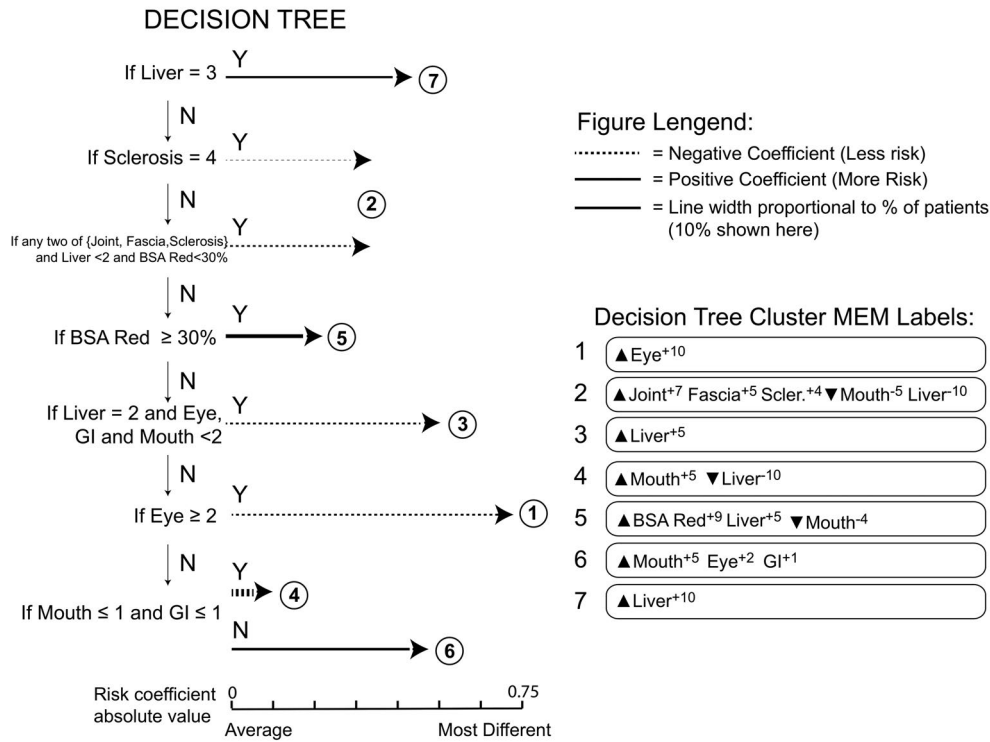 DECISION TREE
If Liver = 3
Y
7
N
If Sclerosis = 4
Y
N
2
If any two of {Joint, Fascia,Sclerosis}
and Liver <2 and BSA Red<30%
Y
N
If BSA Red ≥ 30%
Y
5
N
If Liver = 2 and Eye,
GI and Mouth <2
Y
3
N
If Eye ≥ 2
Y
1
N
If Mouth ≤ 1 and GI ≤ 1
Y
4
N
6
Risk coefficient
absolute value
0
0.75
Average
Most Different
Figure Lengend:
= Negative Coefficient (Less risk)
= Positive Coefficient (More Risk)
= Line width proportional to % of patients
(10% shown here)
Decision Tree Cluster MEM Labels:
1 ▲Eye+10
2 ▲Joint+7 Fascia+5 Scler.+4▼Mouth-5 Liver-10
3 ▲Liver+5
4 ▲Mouth+5 ▼Liver-10
5 ▲BSA Red+9 Liver+5 ▼Mouth-4
6 ▲Mouth+5 Eye+2 GI+1
7 ▲Liver+10